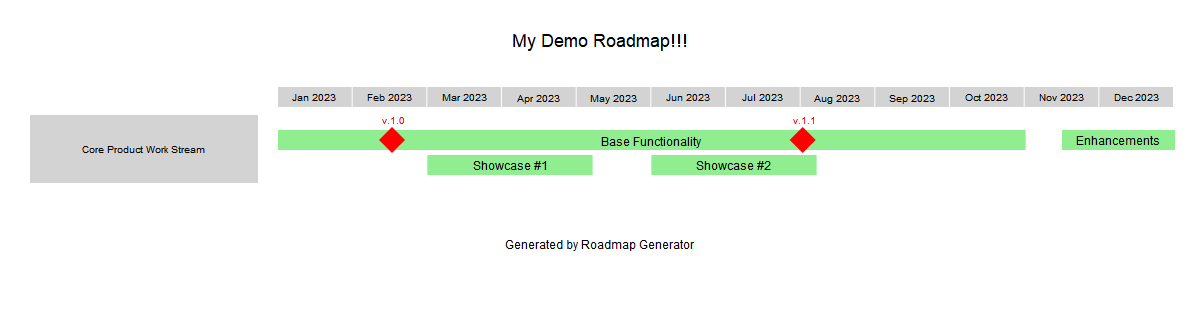 My Demo Roadmap!!!
Jan 2023 Feb 2023 Mar 2023 Apr 2023 May 2023 Jun 2023 Jul 2023 Aug 2023 Sep 2023 Oct 2023 Nov 2023 Dec 2023
v.1.0 v.1.1
Base Functionality Enhancements
Core Product Work Stream
Showcase #1 Showcase #2
Generated by Roadmap Generator